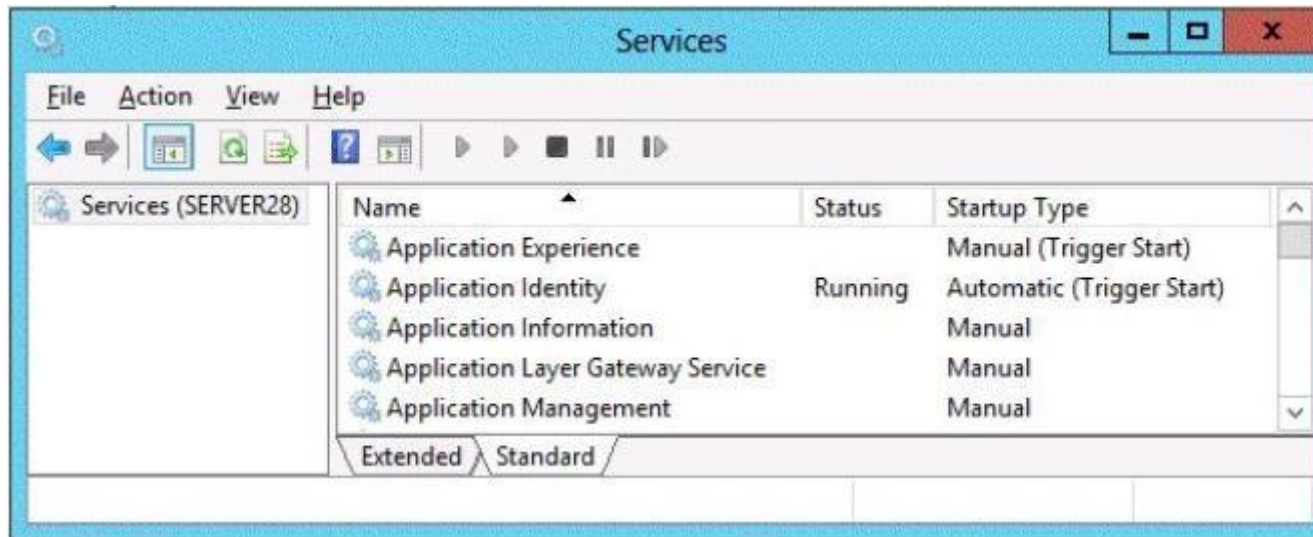 Services
File Action View Help
Services (SERVER28)
Name Status Startup Type
Application Experience Manual (Trigger Start)
Application Identity Running Automatic (Trigger Start)
Application Information Manual
Application Layer Gateway Service Manual
Application Management Manual
Extended Standard